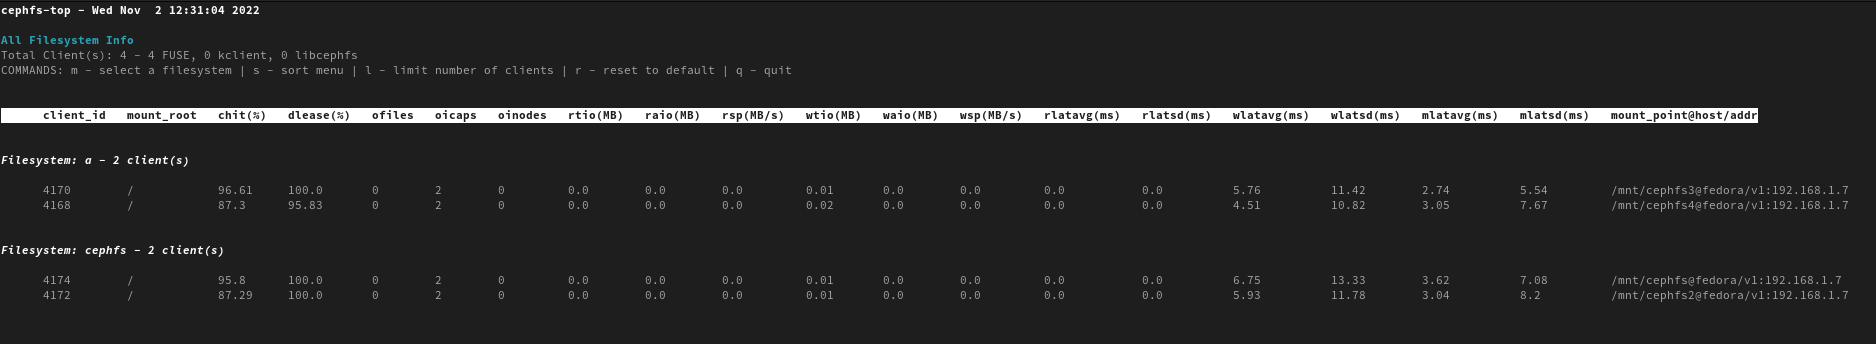 cephfs-top - Wed Nov  2 12:31:04 2022
All Filesystem Info
Total Client(s): 4 - 4 FUSE, 0 kclient, 0 libcephfs
COMMANDS: m - select a filesystem | s - sort menu | l - limit number of clients | r - reset to default | q - quit
client_id mount_root chit(%) dlease(%) ofiles oicaps oinodes rtio(MB) raio(MB) rsp(MB/s) wtio(MB) waio(MB) wsp(MB/s) rlatavg(ms) rlatsd(ms) wlatavg(ms) wlatsd(ms) mlatavg(ms) mlatsd(ms) mount_point@host/addr
Filesystem: a - 2 client(s)
4170 / 96.61 100.0 0 2 0 0.0 0.0 0.0 0.01 0.0 0.0 0.0 0.0 5.76 11.42 2.74 5.54 /mnt/cephfs3@fedora/v1:192.168.1.7
4168 / 87.3 95.83 0 2 0 0.0 0.0 0.0 0.02 0.0 0.0 0.0 0.0 4.51 10.82 3.05 7.67 /mnt/cephfs4@fedora/v1:192.168.1.7
Filesystem: cephfs - 2 client(s)
4174 / 95.8 100.0 0 2 0 0.0 0.0 0.0 0.01 0.0 0.0 0.0 0.0 6.75 13.33 3.62 7.08 /mnt/cephfs@fedora/v1:192.168.1.7
4172 / 87.29 100.0 0 2 0 0.0 0.0 0.0 0.01 0.0 0.0 0.0 0.0 5.93 11.78 3.04 8.2 /mnt/cephfs2@fedora/v1:192.168.1.7